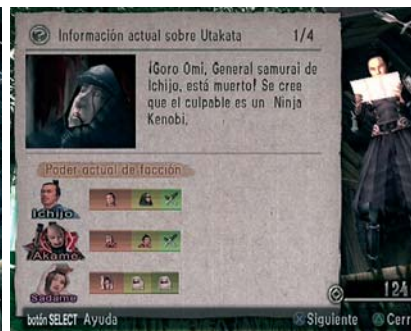 Información actual sobre Utakata 1/4
¡Goro Omi, General samurai de
Ichijo, está muerto! Se cree
que el culpable es un Ninja
Kenobi.
Poder actual de facción
Ichijo
Akame
Sadame
124
botón SELECT Ayuda Siguiente Cerr